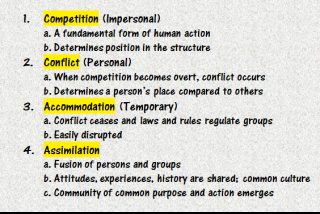 1. Competition (Impersonal)
a. A fundamental form of human action
b. Determines position in the structure
2. Conflict (Personal)
a. When competition becomes overt, conflict occurs
b. Determines a person's place compared to others
3. Accommodation (Temporary)
a. Conflict ceases and laws and rules regulate groups
b. Easily disrupted
4. Assimilation
a. Fusion of persons and groups
b. Attitudes, experiences, history are shared; common culture
c. Community of common purpose and action emerges